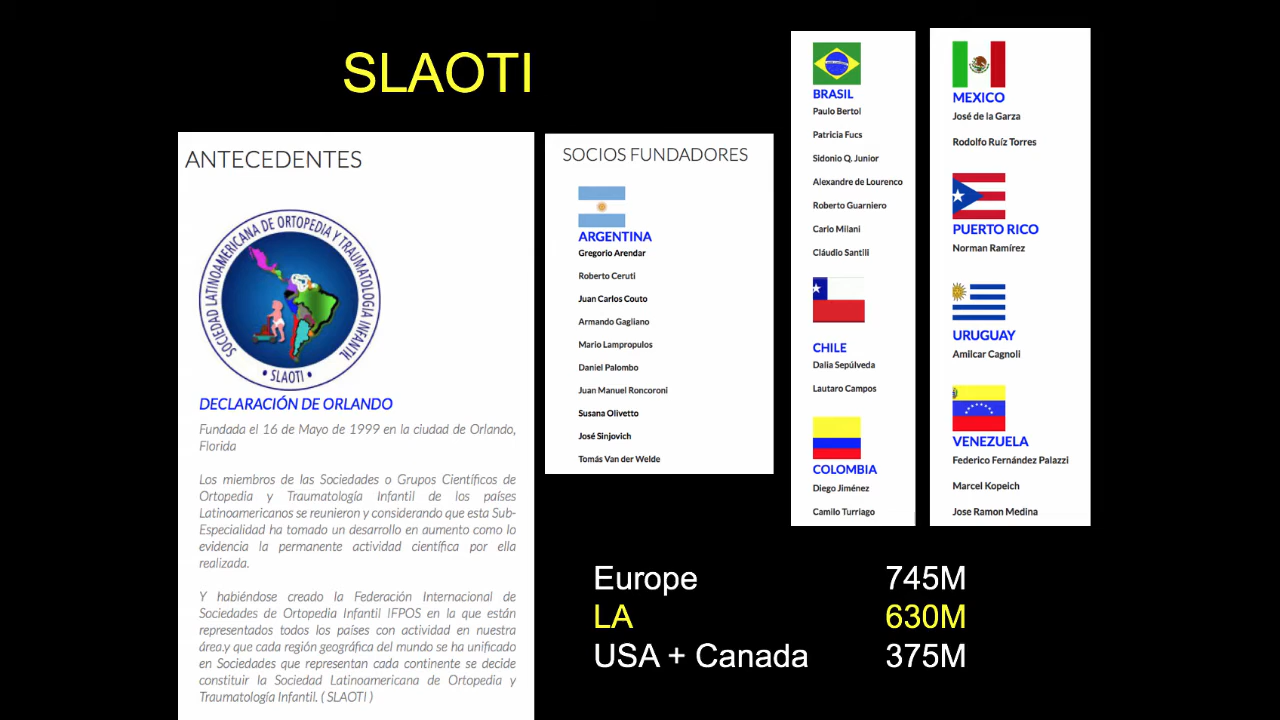 SLAOTI
ANTECEDENTES
SOCIEDAD LATINOAMERICANA DE ORTOPEDIA Y TRAUMATOLOGIA INFANTIL
• SLAOTI •
DECLARACIÓN DE ORLANDO
Fundada el 16 de Mayo de 1999 en la ciudad de Orlando,
Florida
Los miembros de las Sociedades o Grupos Científicos de
Ortopedia y Traumatología Infantil de los países
Latinoamericanos se reunieron y considerando que esta Sub-
Especialidad ha tomado un desarrollo en aumento como lo
evidencia la permanente actividad científica por ella
realizada.
Y habiéndose creado la Federación Internacional de
Sociedades de Ortopedia Infantil IFPOS en la que están
representados todos los países con actividad en nuestra
área.y que cada región geográfica del mundo se ha unificado
en Sociedades que representan cada continente se decide
constituir la Sociedad Latinoamericana de Ortopedia y
Traumatología Infantil. ( SLAOTI )
SOCIOS FUNDADORES
ARGENTINA
Gregorio Arendar
Roberto Ceruti
Juan Carlos Couto
Armando Gagliano
Mario Lampropulos
Daniel Palombo
Juan Manuel Roncoroni
Susana Olivetto
José Sinjovich
Tomás Van der Welde
BRASIL
Paulo Bertol
Patricia Fucs
Sidonio Q. Junior
Alexandre de Lourenco
Roberto Guarniero
Carlo Milani
Cláudio Santili
CHILE
Dalia Sepúlveda
Lautaro Campos
COLOMBIA
Diego Jiménez
Camilo Turriago
MEXICO
José de la Garza
Rodolfo Ruíz Torres
PUERTO RICO
Norman Ramírez
URUGUAY
Amilcar Cagnoli
VENEZUELA
Federico Fernández Palazzi
Marcel Kopeich
Jose Ramon Medina
Europe 745M
LA 630M
USA + Canada 375M